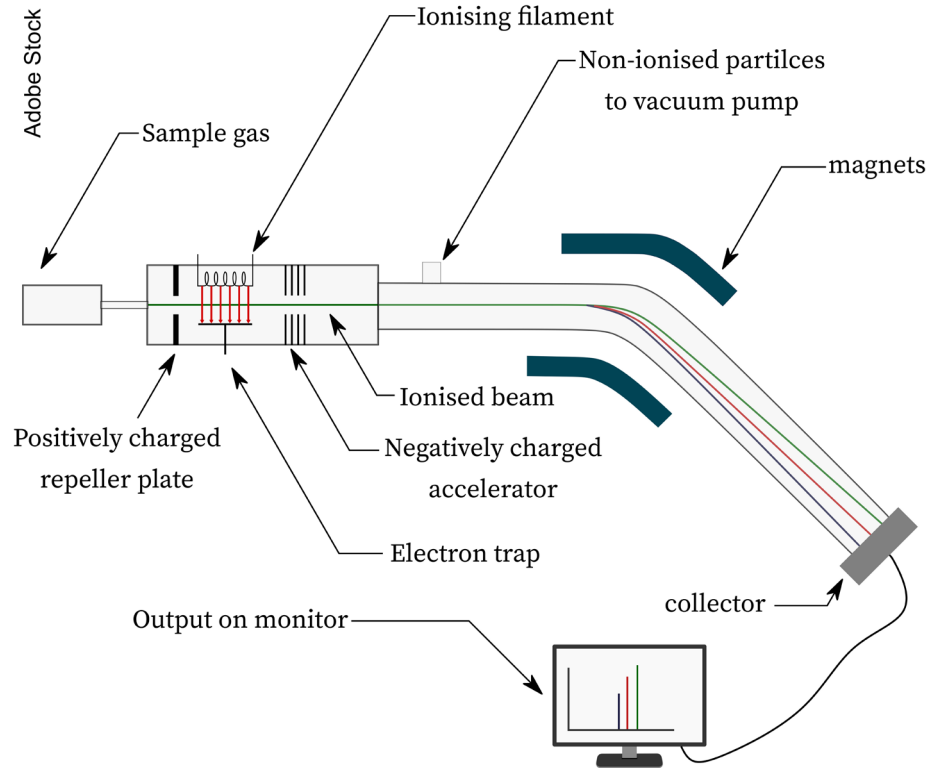 Adobe Stock
Ionising filament
Non-ionised partilces
to vacuum pump
Sample gas
magnets
Ionised beam
Positively charged
repeller plate
Negatively charged
accelerator
Electron trap
collector
Output on monitor